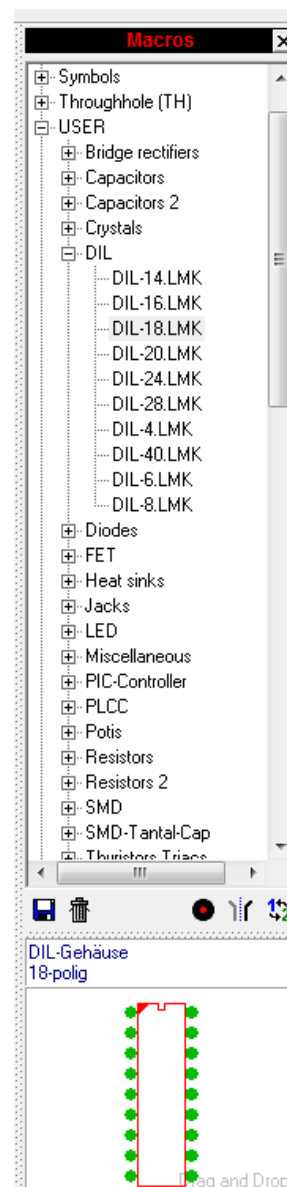 Macros
Symbols
Throughhole (TH)
USER
Bridge rectifiers
Capacitors
Capacitors 2
Crystals
DIL
DIL-14.LMK
DIL-16.LMK
DIL-18.LMK
DIL-20.LMK
DIL-24.LMK
DIL-28.LMK
DIL-4.LMK
DIL-40.LMK
DIL-6.LMK
DIL-8.LMK
Diodes
FET
Heat sinks
Jacks
LED
Miscellaneous
PIC-Controller
PLCC
Potis
Resistors
Resistors 2
SMD
SMD-Tantal-Cap
Thyristors Triacs
DIL-Gehäuse
18-polig
Drag and Drop